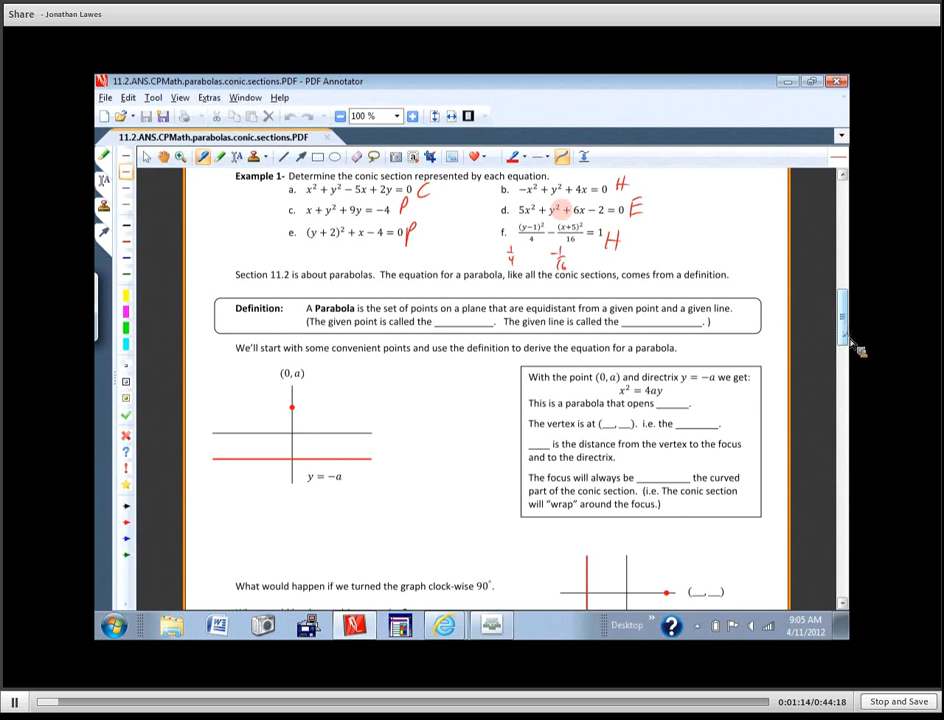 Share - Jonathan Lawes
11.2.ANS.CPMath.parabolas.conic.sections.PDF - PDF Annotator
File Edit Tool View Extras Window Help
100 %
11.2.ANS.CPMath.parabolas.conic.sections.PDF
Example 1- Determine the conic section represented by each equation.
a. x² + y² − 5x + 2y = 0 C b. −x² + y² + 4x = 0 H
c. x + y² + 9y = −4 P d. 5x² + y² + 6x − 2 = 0 E
e. (y + 2)² + x − 4 = 0 P f. (y−1)²/4 − (x+5)²/16 = 1 H
1/4 −1/16
Section 11.2 is about parabolas. The equation for a parabola, like all the conic sections, comes from a definition.
Definition: A Parabola is the set of points on a plane that are equidistant from a given point and a given line.
(The given point is called the __________. The given line is called the ______________. )
We'll start with some convenient points and use the definition to derive the equation for a parabola.
(0, a)
y = −a
With the point (0, a) and directrix y = −a we get:
x² = 4ay
This is a parabola that opens _____.
The vertex is at (__,__). i.e. the _______.
____ is the distance from the vertex to the focus
and to the directrix.
The focus will always be _________ the curved
part of the conic section. (i.e. The conic section
will "wrap" around the focus.)
What would happen if we turned the graph clock-wise 90°.
(__,__)
Desktop
9:05 AM
4/11/2012
0:01:14/0:44:18
Stop and Save